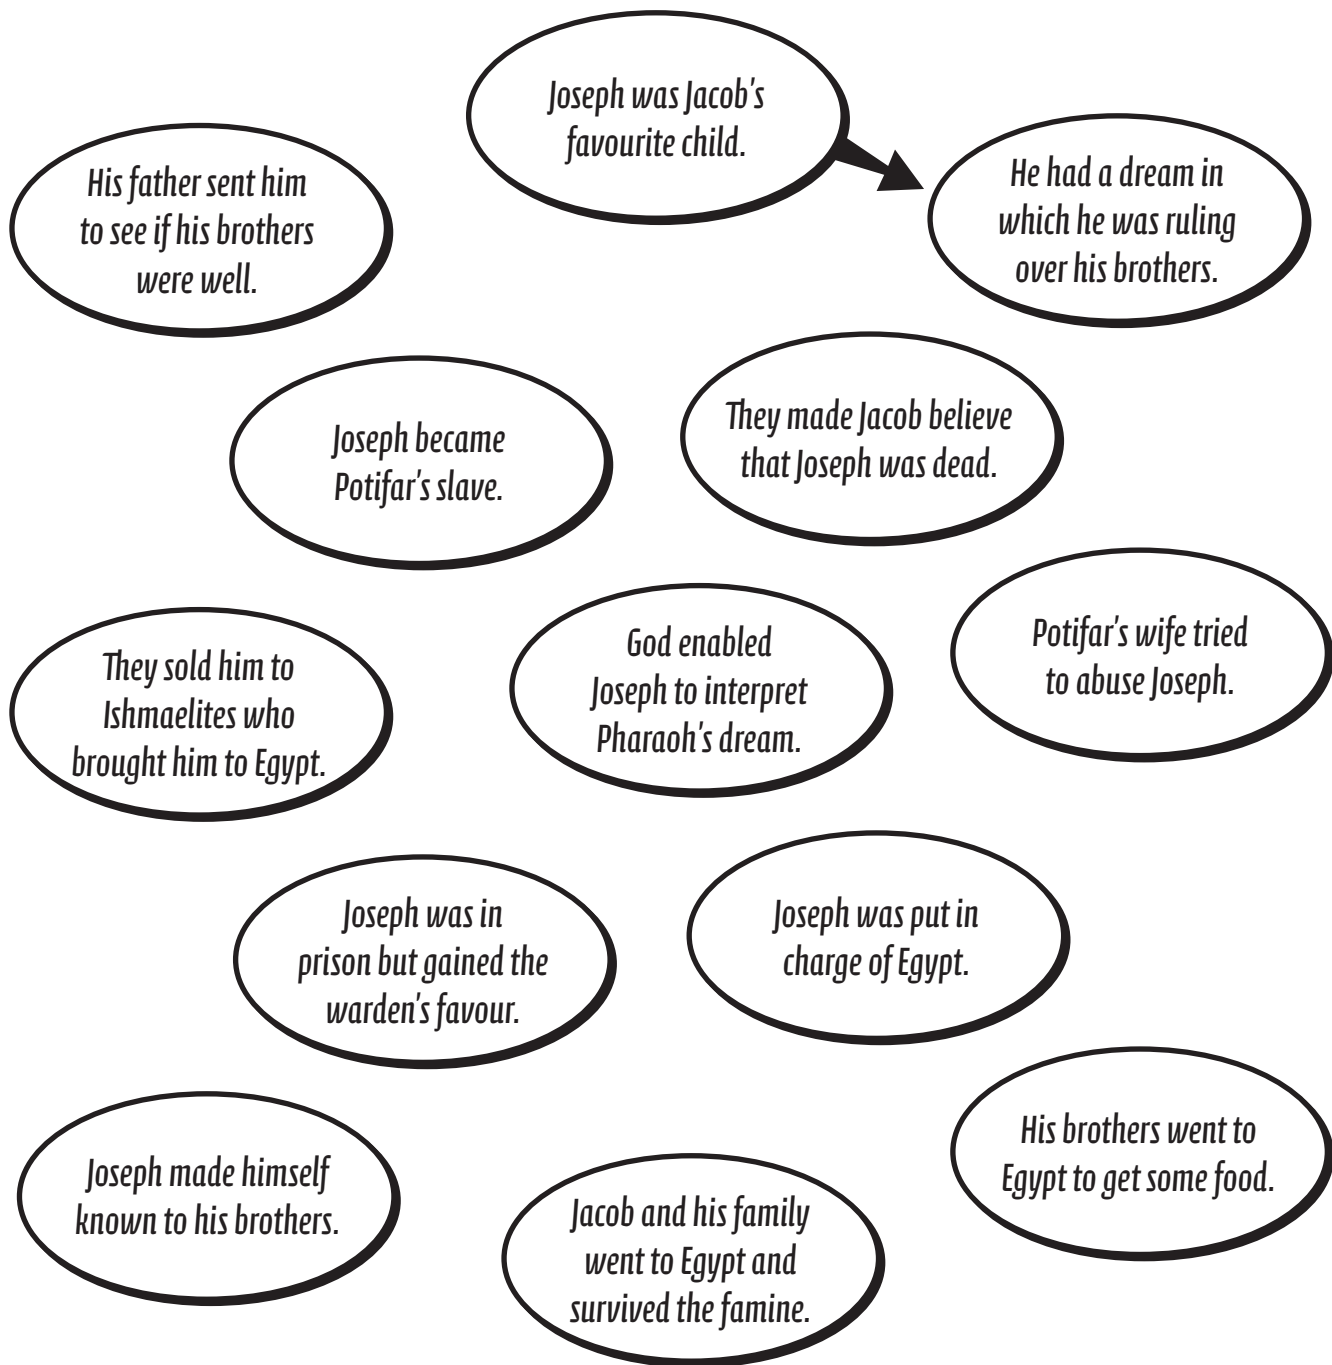 Joseph was Jacob's
favourite child.
His father sent him
to see if his brothers
were well.
He had a dream in
which he was ruling
over his brothers.
Joseph became
Potifar's slave.
They made Jacob believe
that Joseph was dead.
They sold him to
Ishmaelites who
brought him to Egypt.
God enabled
Joseph to interpret
Pharaoh's dream.
Potifar's wife tried
to abuse Joseph.
Joseph was in
prison but gained the
warden's favour.
Joseph was put in
charge of Egypt.
Joseph made himself
known to his brothers.
Jacob and his family
went to Egypt and
survived the famine.
His brothers went to
Egypt to get some food.